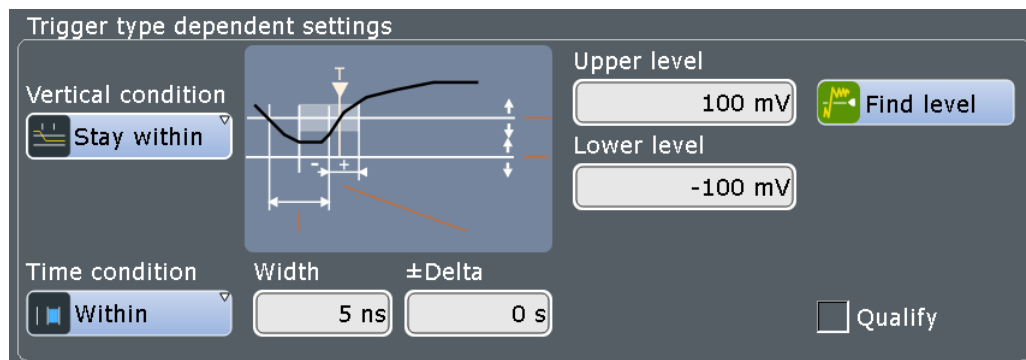 Trigger type dependent settings
Vertical condition
Stay within
T
- +
Upper level
100 mV
Find level
Lower level
-100 mV
Time condition
Within
Width
5 ns
±Delta
0 s
Qualify